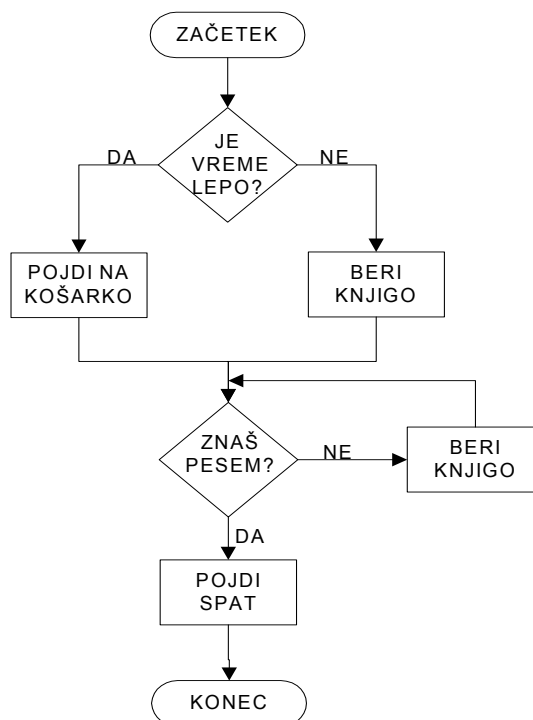 ZAČETEK
JE
VREME
LEPO?
DA
NE
POJDI NA
KOŠARKO
BERI
KNJIGO
ZNAŠ
PESEM?
NE
BERI
KNJIGO
DA
POJDI
SPAT
KONEC